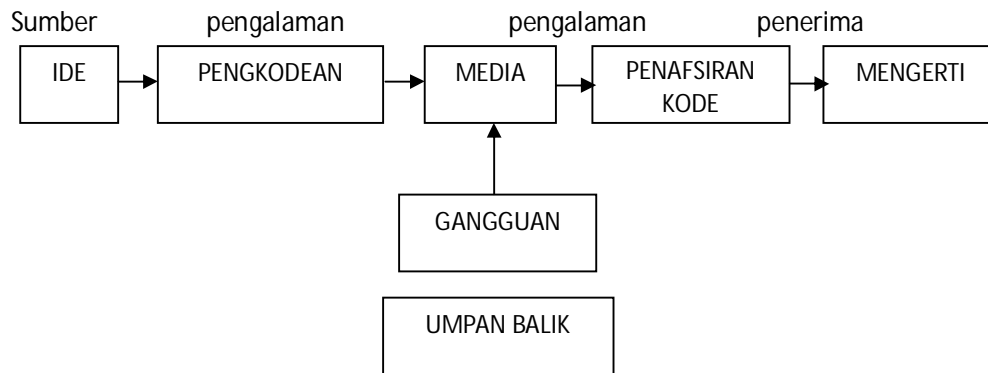 Sumber pengalaman pengalaman penerima
IDE PENGKODEAN MEDIA PENAFSIRAN KODE MENGERTI
GANGGUAN
UMPAN BALIK